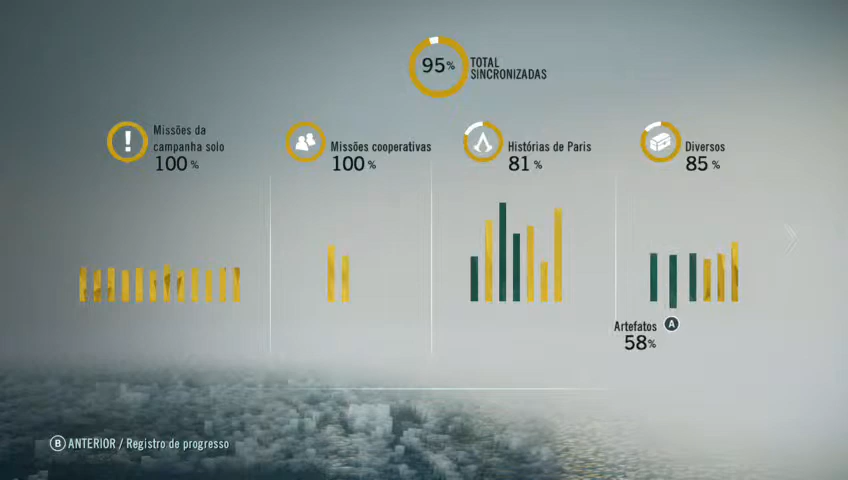 95%
TOTAL
SINCRONIZADAS
Missões da
campanha solo
100 %
Missões cooperativas
100 %
Histórias de Paris
81 %
Diversos
85 %
Artefatos A
58%
B ANTERIOR / Registro de progresso